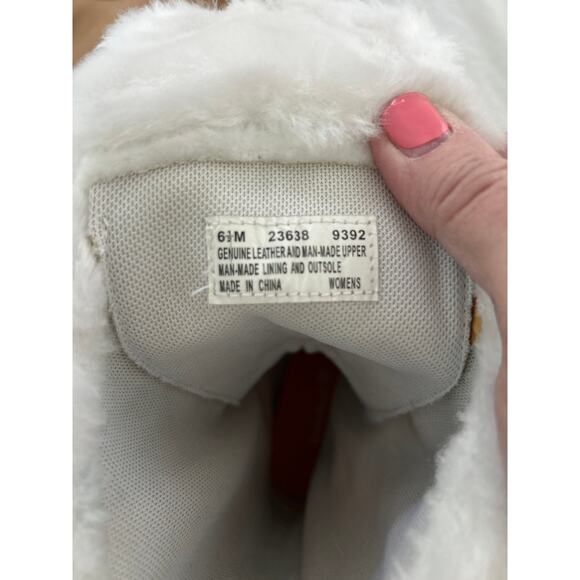 6½M 23638 9392
GENUINE LEATHER AND MAN-MADE UPPER
MAN-MADE LINING AND OUTSOLE
MADE IN CHINA WOMENS